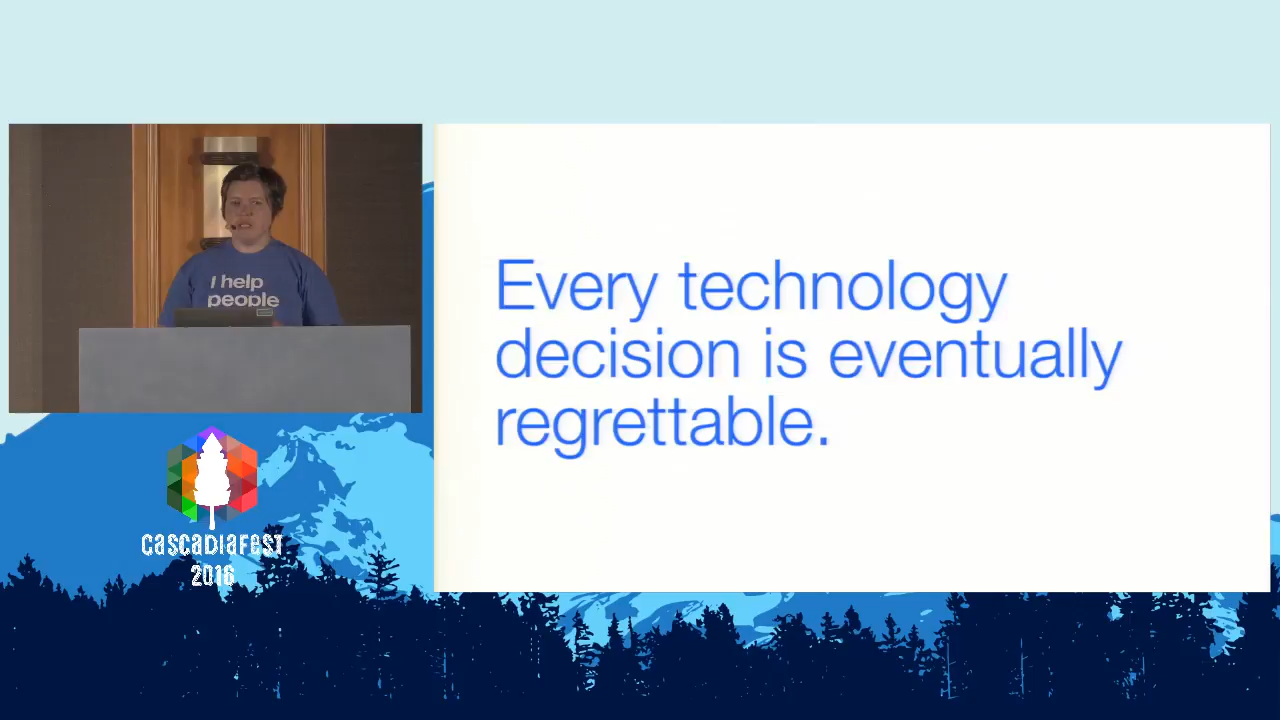 I help
people
Every technology
decision is eventually
regrettable.
CASCADIAFEST
2016